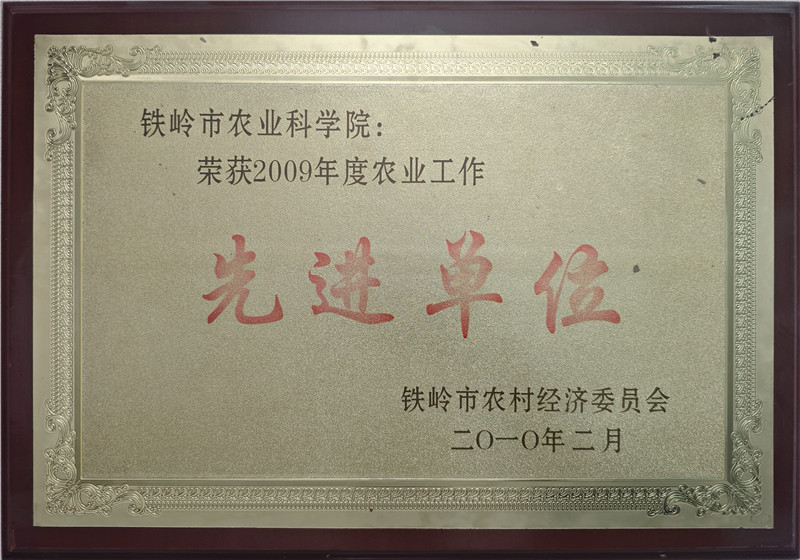 铁岭市农业科学院：
荣获2009年度农业工作
先进单位
铁岭市农村经济委员会
二〇一〇年二月